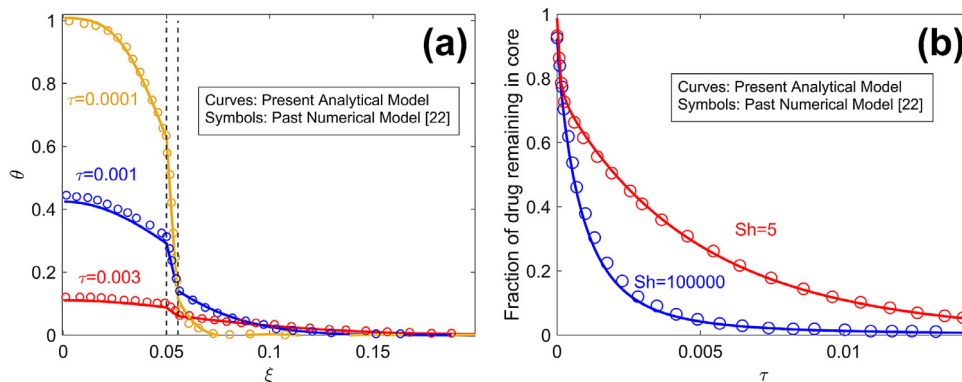 (a)
1
0.8
0.6
0.4
0.2
0
θ
τ=0.0001
τ=0.001
τ=0.003
Curves: Present Analytical Model
Symbols: Past Numerical Model [22]
0
0.05
0.1
0.15
ξ
(b)
Fraction of drug remaining in core
1
0.8
0.6
0.4
0.2
0
Curves: Present Analytical Model
Symbols: Past Numerical Model [22]
Sh=5
Sh=100000
0
0.005
0.01
τ